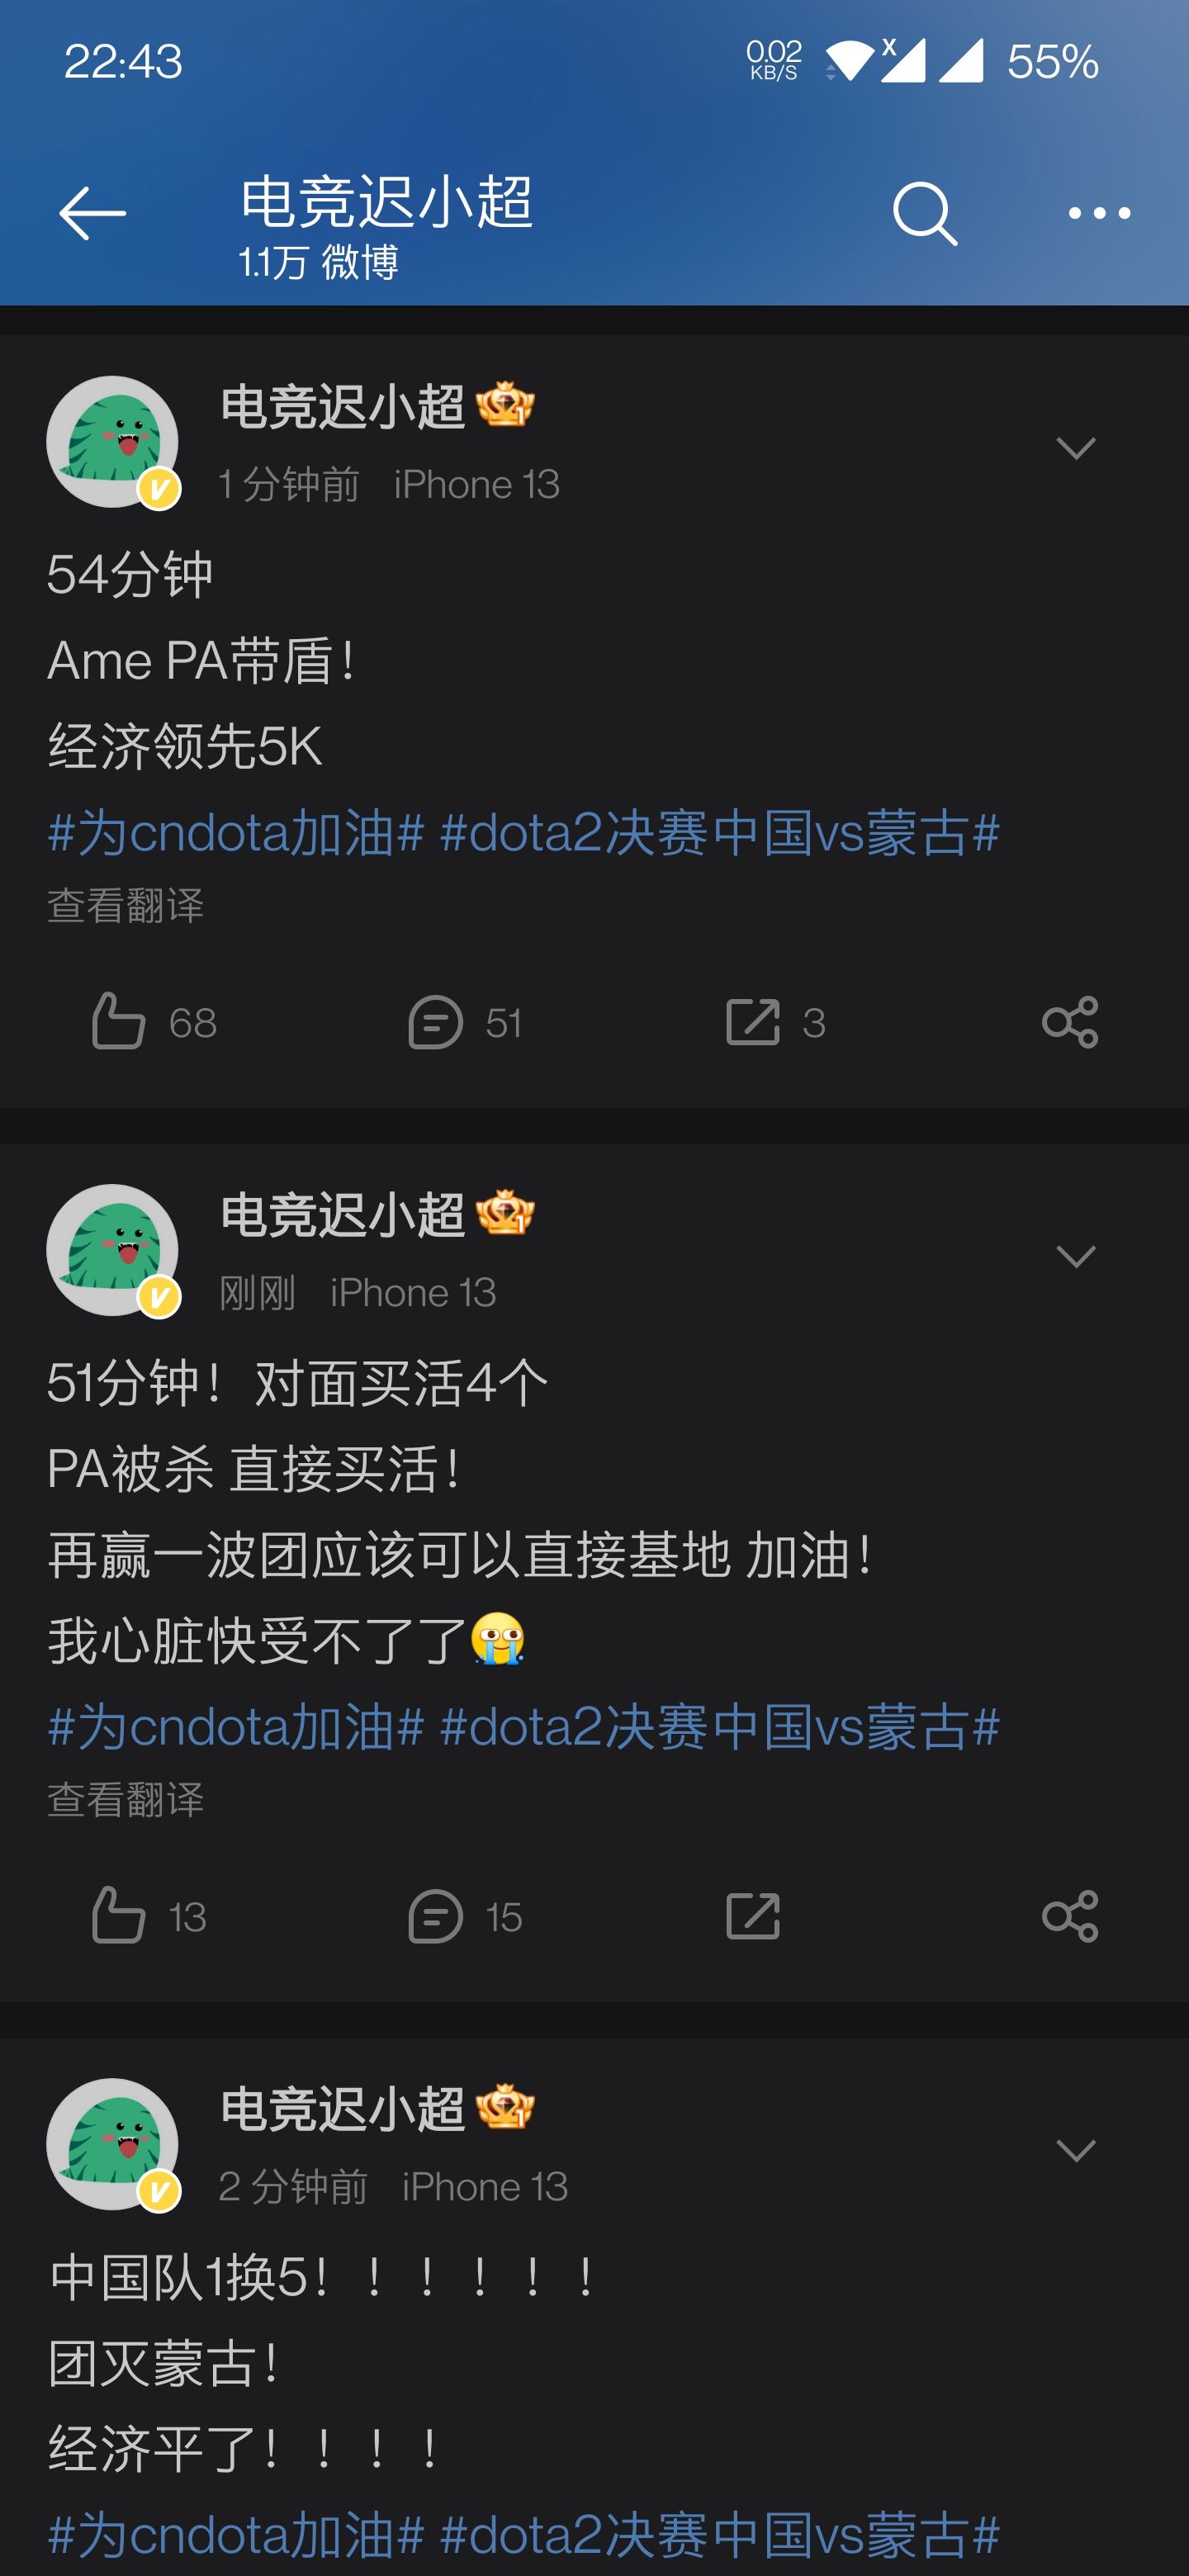 22:43
0.02
KB/S
X
55%
电竞迟小超
1.1万 微博
电竞迟小超
1
1 分钟前 iPhone 13
54分钟
Ame PA带盾！
经济领先5K
#为cndota加油# #dota2决赛中国vs蒙古#
查看翻译
68
51
3
电竞迟小超
1
刚刚 iPhone 13
51分钟！对面买活4个
PA被杀 直接买活！
再赢一波团应该可以直接基地 加油！
我心脏快受不了了😭
#为cndota加油# #dota2决赛中国vs蒙古#
查看翻译
13
15
电竞迟小超
1
2 分钟前 iPhone 13
中国队1换5！！！！！！
团灭蒙古！
经济平了！！！！
#为cndota加油# #dota2决赛中国vs蒙古#